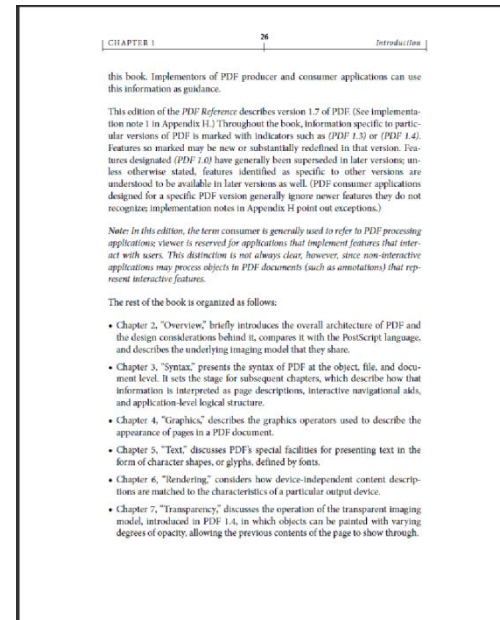 CHAPTER 1
26
Introduction
this book. Implementors of PDF producer and consumer applications can use
this information as guidance.
This edition of the PDF Reference describes version 1.7 of PDF. (See implementa-
tion note 1 in Appendix H.) Throughout the book, information specific to partic-
ular versions of PDF is marked with indicators such as (PDF 1.3) or (PDF 1.4).
Features so marked may be new or substantially redefined in that version. Fea-
tures designated (PDF 1.0) have generally been superseded in later versions; un-
less otherwise stated, features identified as specific to other versions are
understood to be available in later versions as well. (PDF consumer applications
designed for a specific PDF version generally ignore newer features they do not
recognize; implementation notes in Appendix H point out exceptions.)
Note: In this edition, the term consumer is generally used to refer to PDF processing
applications; viewer is reserved for applications that implement features that inter-
act with users. This distinction is not always clear, however, since non-interactive
applications may process objects in PDF documents (such as annotations) that rep-
resent interactive features.
The rest of the book is organized as follows:
• Chapter 2, “Overview,” briefly introduces the overall architecture of PDF and
the design considerations behind it, compares it with the PostScript language,
and describes the underlying imaging model that they share.
• Chapter 3, “Syntax,” presents the syntax of PDF at the object, file, and docu-
ment level. It sets the stage for subsequent chapters, which describe how that
information is interpreted as page descriptions, interactive navigational aids,
and application-level logical structure.
• Chapter 4, “Graphics,” describes the graphics operators used to describe the
appearance of pages in a PDF document.
• Chapter 5, “Text,” discusses PDF’s special facilities for presenting text in the
form of character shapes, or glyphs, defined by fonts.
• Chapter 6, “Rendering,” considers how device-independent content descrip-
tions are matched to the characteristics of a particular output device.
• Chapter 7, “Transparency,” discusses the operation of the transparent imaging
model, introduced in PDF 1.4, in which objects can be painted with varying
degrees of opacity, allowing the previous contents of the page to show through.